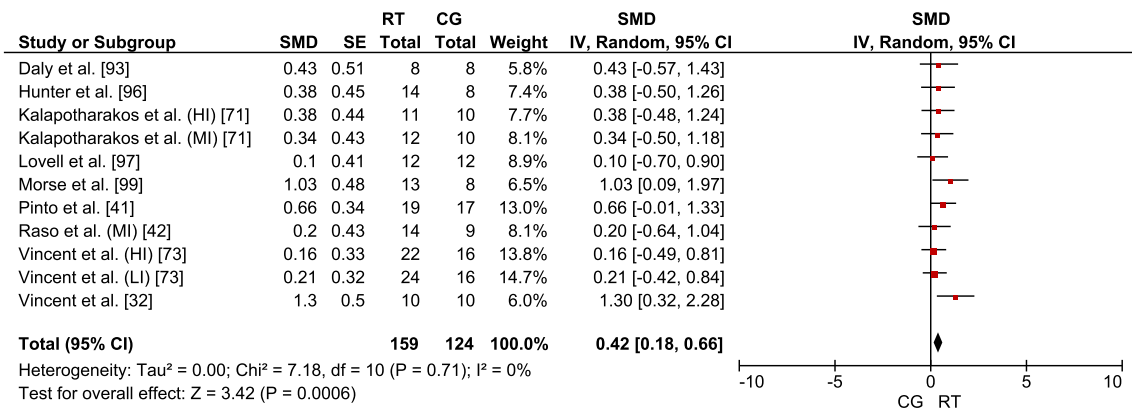 RT CG SMD SMD
Study or Subgroup SMD SE Total Total Weight IV, Random, 95% CI IV, Random, 95% CI
Daly et al. [93] 0.43 0.51 8 8 5.8% 0.43 [-0.57, 1.43]
Hunter et al. [96] 0.38 0.45 14 8 7.4% 0.38 [-0.50, 1.26]
Kalapotharakos et al. (HI) [71] 0.38 0.44 11 10 7.7% 0.38 [-0.48, 1.24]
Kalapotharakos et al. (MI) [71] 0.34 0.43 12 10 8.1% 0.34 [-0.50, 1.18]
Lovell et al. [97] 0.1 0.41 12 12 8.9% 0.10 [-0.70, 0.90]
Morse et al. [99] 1.03 0.48 13 8 6.5% 1.03 [0.09, 1.97]
Pinto et al. [41] 0.66 0.34 19 17 13.0% 0.66 [-0.01, 1.33]
Raso et al. (MI) [42] 0.2 0.43 14 9 8.1% 0.20 [-0.64, 1.04]
Vincent et al. (HI) [73] 0.16 0.33 22 16 13.8% 0.16 [-0.49, 0.81]
Vincent et al. (LI) [73] 0.21 0.32 24 16 14.7% 0.21 [-0.42, 0.84]
Vincent et al. [32] 1.3 0.5 10 10 6.0% 1.30 [0.32, 2.28]
Total (95% CI) 159 124 100.0% 0.42 [0.18, 0.66]
Heterogeneity: Tau² = 0.00; Chi² = 7.18, df = 10 (P = 0.71); I² = 0%
Test for overall effect: Z = 3.42 (P = 0.0006)
-10 -5 0 5 10
CG RT